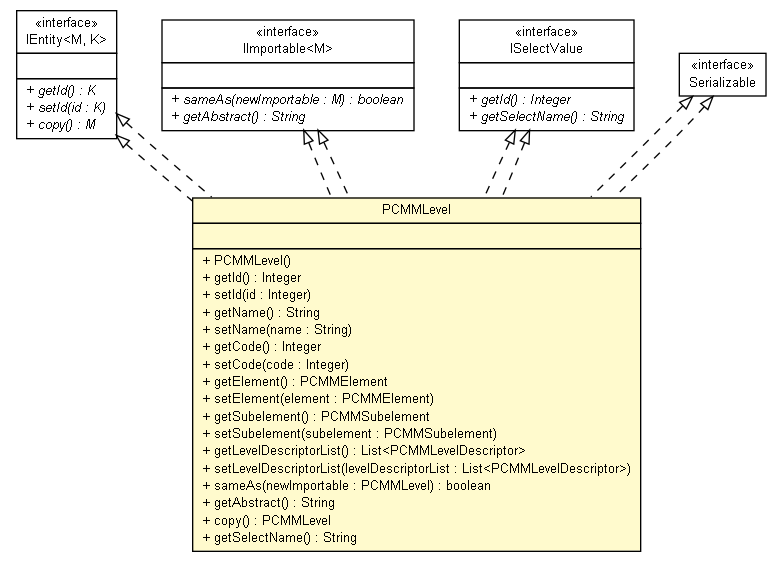 «interface»
IEntity<M, K>
+ getId() : K
+ setId(id : K)
+ copy() : M
«interface»
IImportable<M>
+ sameAs(newImportable : M) : boolean
+ getAbstract() : String
«interface»
ISelectValue
+ getId() : Integer
+ getSelectName() : String
«interface»
Serializable
PCMMLevel
+ PCMMLevel()
+ getId() : Integer
+ setId(id : Integer)
+ getName() : String
+ setName(name : String)
+ getCode() : Integer
+ setCode(code : Integer)
+ getElement() : PCMMElement
+ setElement(element : PCMMElement)
+ getSubelement() : PCMMSubelement
+ setSubelement(subelement : PCMMSubelement)
+ getLevelDescriptorList() : List<PCMMLevelDescriptor>
+ setLevelDescriptorList(levelDescriptorList : List<PCMMLevelDescriptor>)
+ sameAs(newImportable : PCMMLevel) : boolean
+ getAbstract() : String
+ copy() : PCMMLevel
+ getSelectName() : String